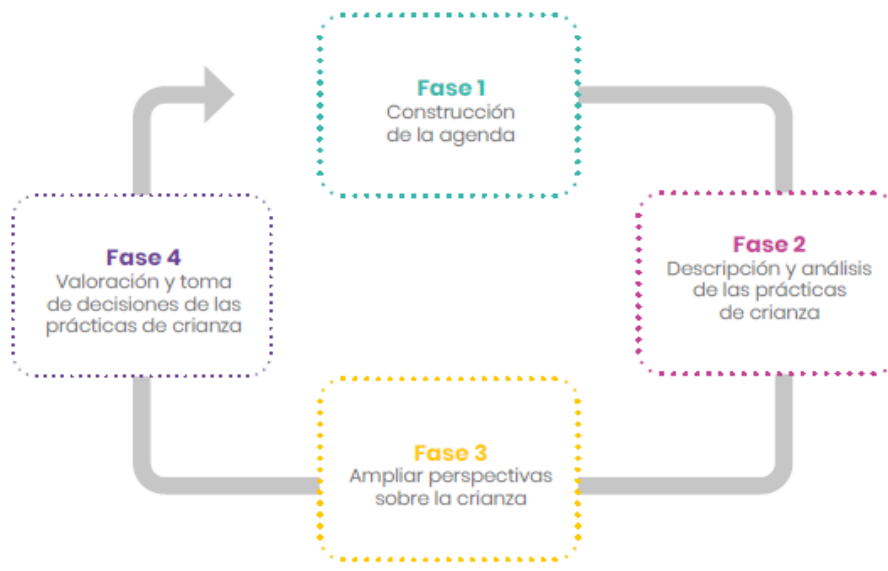 Fase 1
Construcción
de la agenda
Fase 2
Descripción y análisis
de las prácticas
de crianza
Fase 3
Ampliar perspectivas
sobre la crianza
Fase 4
Valoración y toma
de decisiones de las
prácticas de crianza